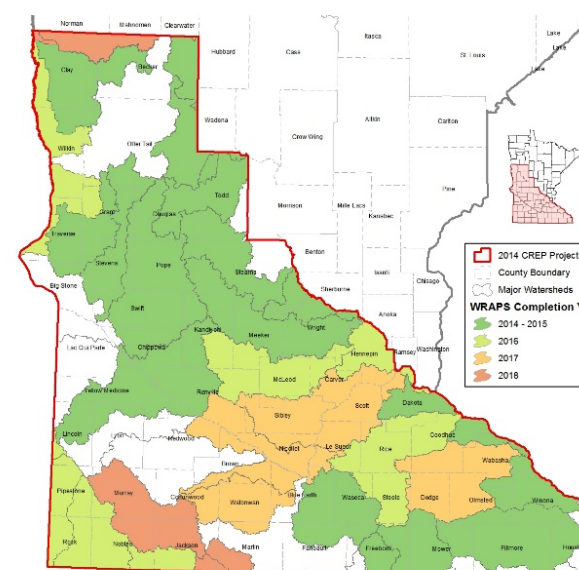 Norman Mahnomen Clearwater
Itasca
Lake
Lake
Hubbard Cass
St. Louis
Lake
Clay Becker
Wadena
Aitkin Carlton
Crow Wing
Otter Tail
Wilkin
Pine
Todd
Morrison Mille Lacs
Grant Douglas
Kanabec
Traverse
Benton
Stevens Pope
Stearns
Isanti
Chisago
Big Stone
Sherburne
Swift
Anoka
Kandiyohi
Wright
Lac Qui Parle
Chippewa
Meeker
Ramsey Washington
Hennepin
Renville
McLeod
Carver
Yellow Medicine
Scott
Dakota
Sibley
Lincoln
Lyon
Redwood
Goodhue
Nicollet
Le Sueur
Rice
Wabasha
Brown
Pipestone
Murray
Cottonwood
Watonwan
Blue Earth
Waseca
Steele
Dodge
Olmsted
Winona
Rock
Nobles
Jackson
Martin
Faribault
Freeborn
Mower
Fillmore
2014 CREP Project
County Boundary
Major Watersheds
WRAPS Completion Y
2014 - 2015
2016
2017
2018